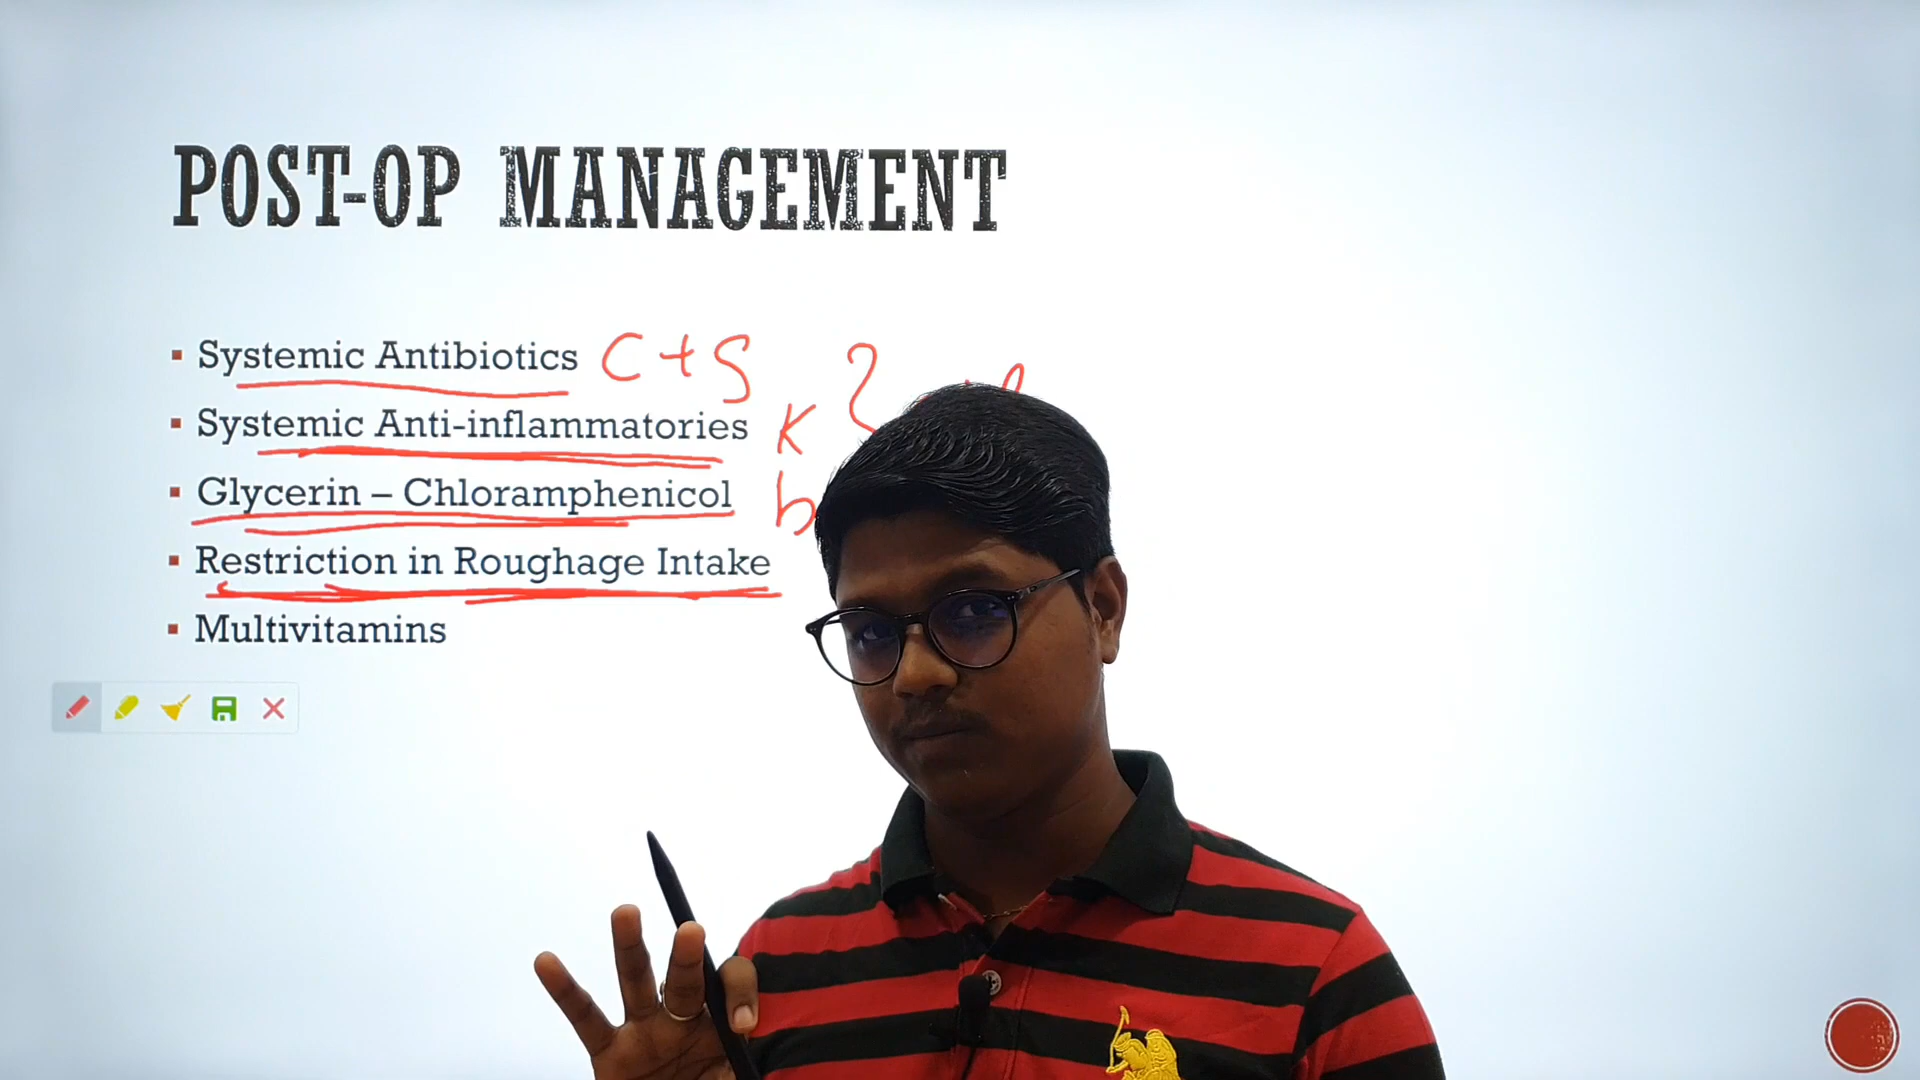 POST-OP MANAGEMENT
▪ Systemic Antibiotics C + S
▪ Systemic Anti-inflammatories K
▪ Glycerin – Chloramphenicol b
▪ Restriction in Roughage Intake
▪ Multivitamins